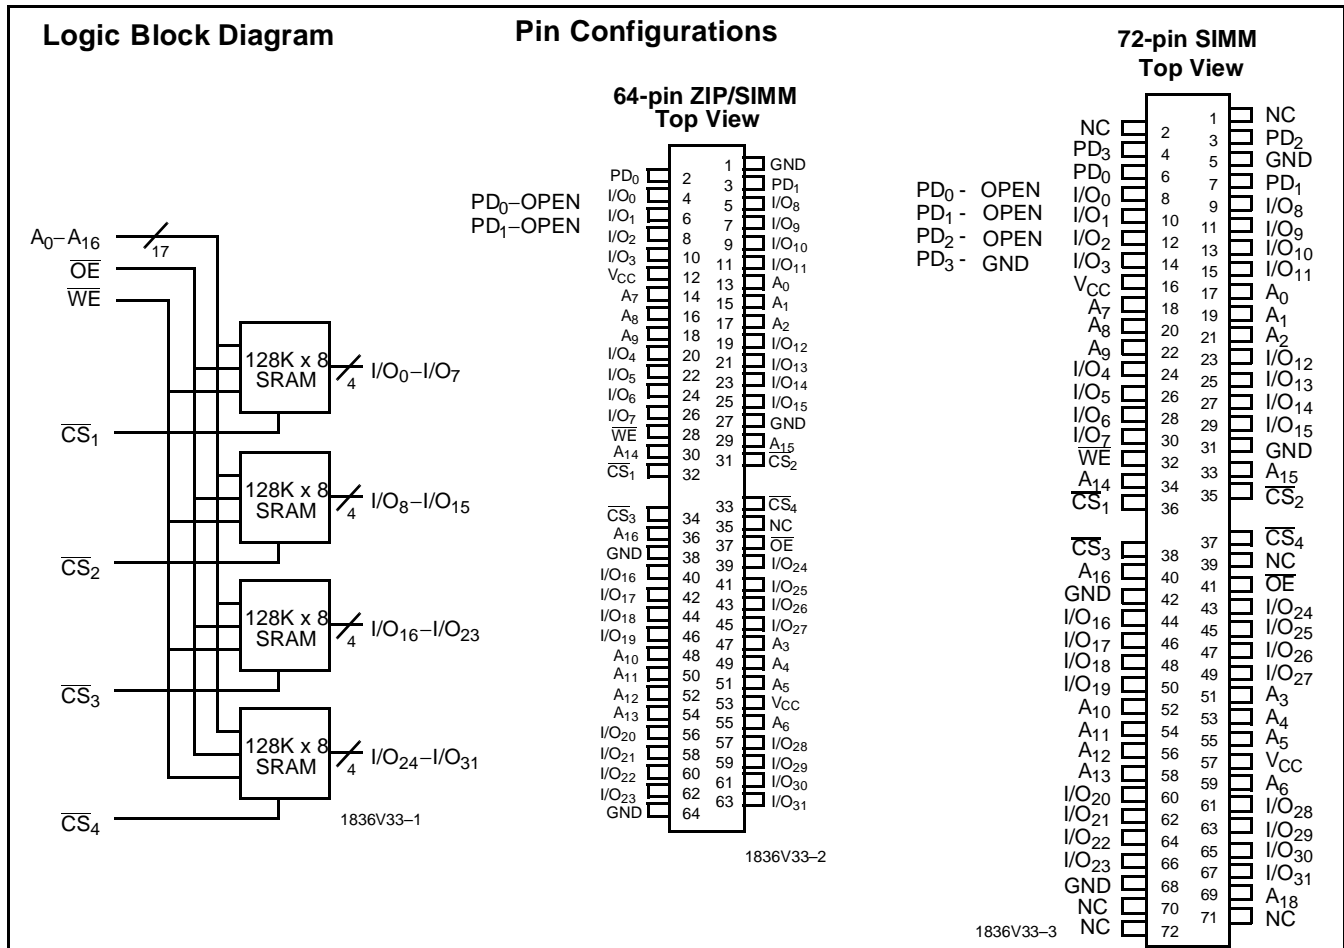 Logic Block Diagram
A0–A16
17
OE
WE
128K x 8
SRAM
4
I/O0–I/O7
CS1
128K x 8
SRAM
4
I/O8–I/O15
CS2
128K x 8
SRAM
4
I/O16–I/O23
CS3
128K x 8
SRAM
4
I/O24–I/O31
CS4
1836V33–1
Pin Configurations
64-pin ZIP/SIMM
Top View
PD0–OPEN
PD1–OPEN
1 GND
PD0 2
3 PD1
I/O0 4
5 I/O8
I/O1 6
7 I/O9
I/O2 8
9 I/O10
I/O3 10
11 I/O11
VCC 12
13 A0
A7 14
15 A1
A8 16
17 A2
A9 18
19 I/O12
I/O4 20
21 I/O13
I/O5 22
23 I/O14
I/O6 24
25 I/O15
I/O7 26
27 GND
WE 28
29 A15
A14 30
31 CS2
CS1 32
33 CS4
CS3 34
35 NC
A16 36
37 OE
GND 38
39 I/O24
I/O16 40
41 I/O25
I/O17 42
43 I/O26
I/O18 44
45 I/O27
I/O19 46
47 A3
A10 48
49 A4
A11 50
51 A5
A12 52
53 VCC
A13 54
55 A6
I/O20 56
57 I/O28
I/O21 58
59 I/O29
I/O22 60
61 I/O30
I/O23 62
63 I/O31
GND 64
1836V33–2
72-pin SIMM
Top View
PD0 - OPEN
PD1 - OPEN
PD2 - OPEN
PD3 - GND
1 NC
NC 2
3 PD2
PD3 4
5 GND
PD0 6
7 PD1
I/O0 8
9 I/O8
I/O1 10
11 I/O9
I/O2 12
13 I/O10
I/O3 14
15 I/O11
VCC 16
17 A0
A7 18
19 A1
A8 20
21 A2
A9 22
23 I/O12
I/O4 24
25 I/O13
I/O5 26
27 I/O14
I/O6 28
29 I/O15
I/O7 30
31 GND
WE 32
33 A15
A14 34
35 CS2
CS1 36
37 CS4
CS3 38
39 NC
A16 40
41 OE
GND 42
43 I/O24
I/O16 44
45 I/O25
I/O17 46
47 I/O26
I/O18 48
49 I/O27
I/O19 50
51 A3
A10 52
53 A4
A11 54
55 A5
A12 56
57 VCC
A13 58
59 A6
I/O20 60
61 I/O28
I/O21 62
63 I/O29
I/O22 64
65 I/O30
I/O23 66
67 I/O31
GND 68
69 A18
NC 70
71 NC
NC 72
1836V33–3